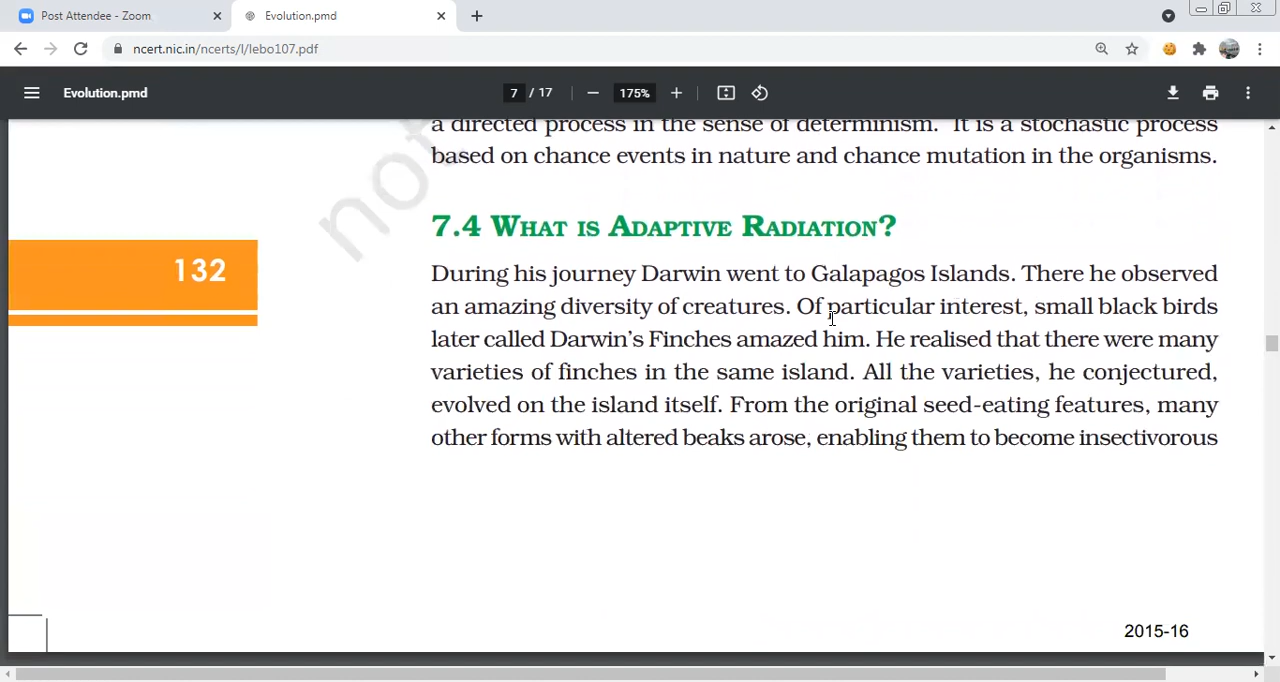 Post Attendee - Zoom
Evolution.pmd
ncert.nic.in/ncerts/l/lebo107.pdf
Evolution.pmd
7 / 17
175%
a directed process in the sense of determinism. It is a stochastic process
based on chance events in nature and chance mutation in the organisms.
not
7.4 WHAT IS ADAPTIVE RADIATION?
132
During his journey Darwin went to Galapagos Islands. There he observed
an amazing diversity of creatures. Of particular interest, small black birds
later called Darwin's Finches amazed him. He realised that there were many
varieties of finches in the same island. All the varieties, he conjectured,
evolved on the island itself. From the original seed-eating features, many
other forms with altered beaks arose, enabling them to become insectivorous
2015-16